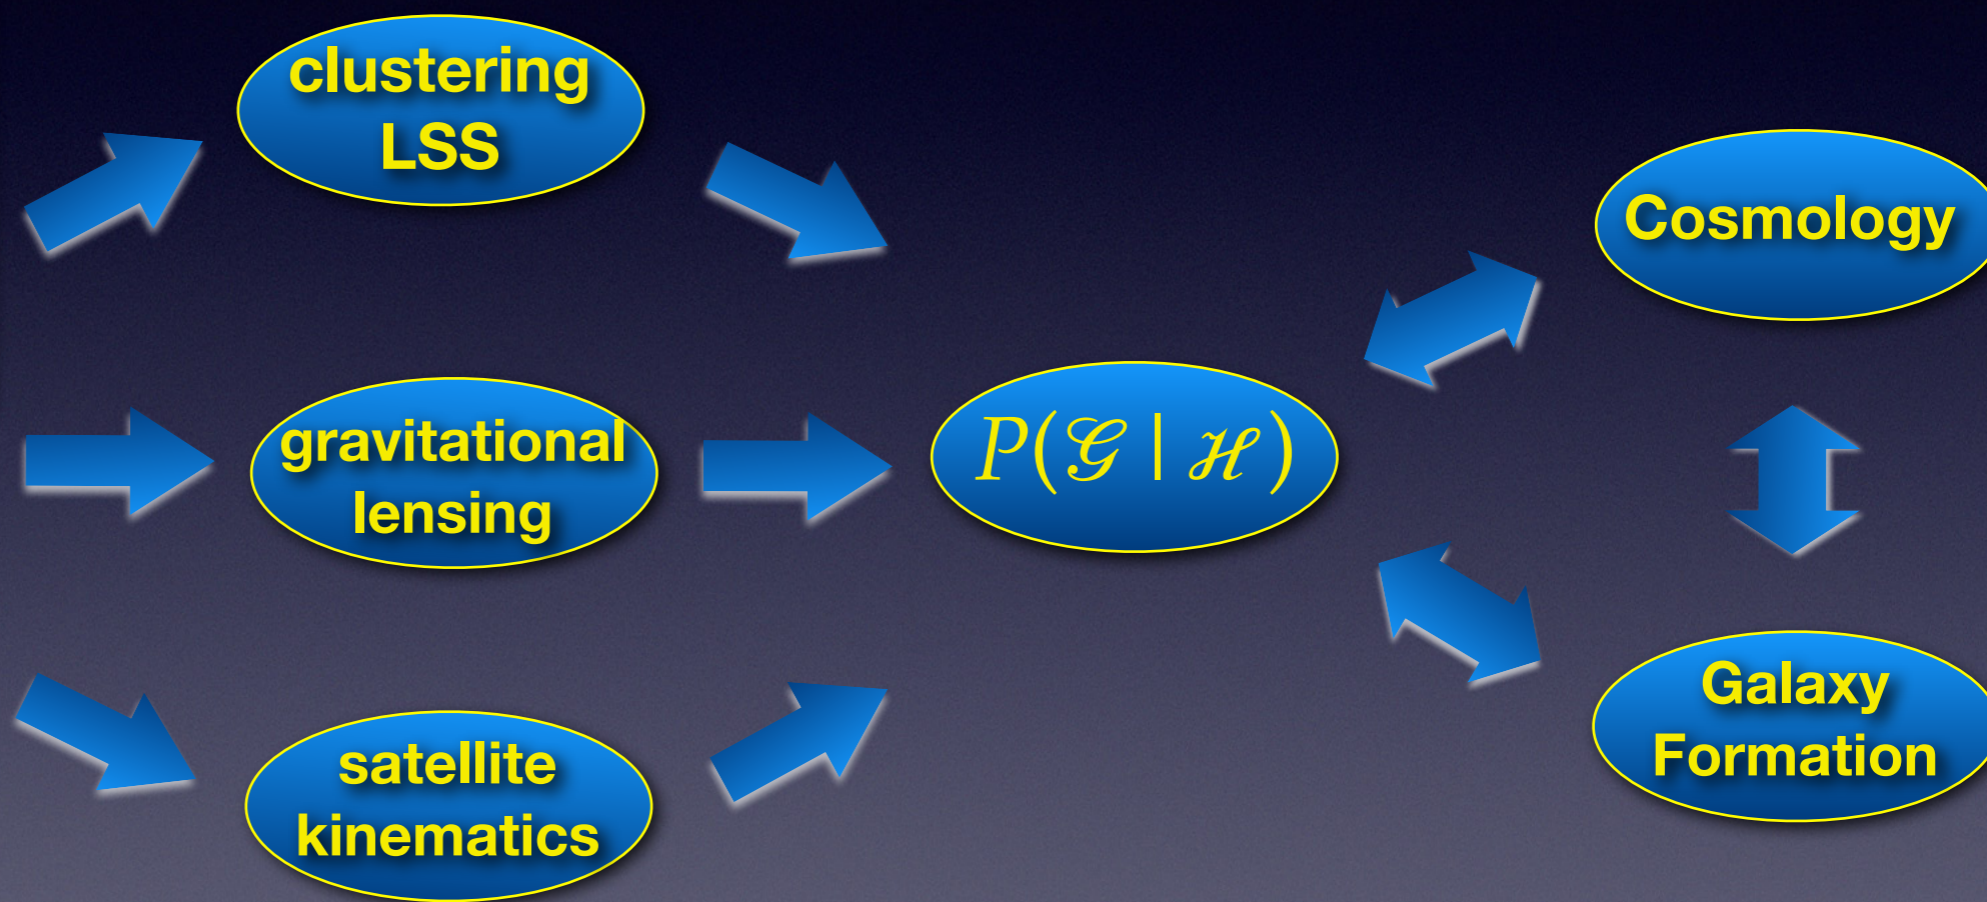 clustering
LSS
gravitational
lensing
satellite
kinematics
P(𝒢 | ℋ)
Cosmology
Galaxy
Formation